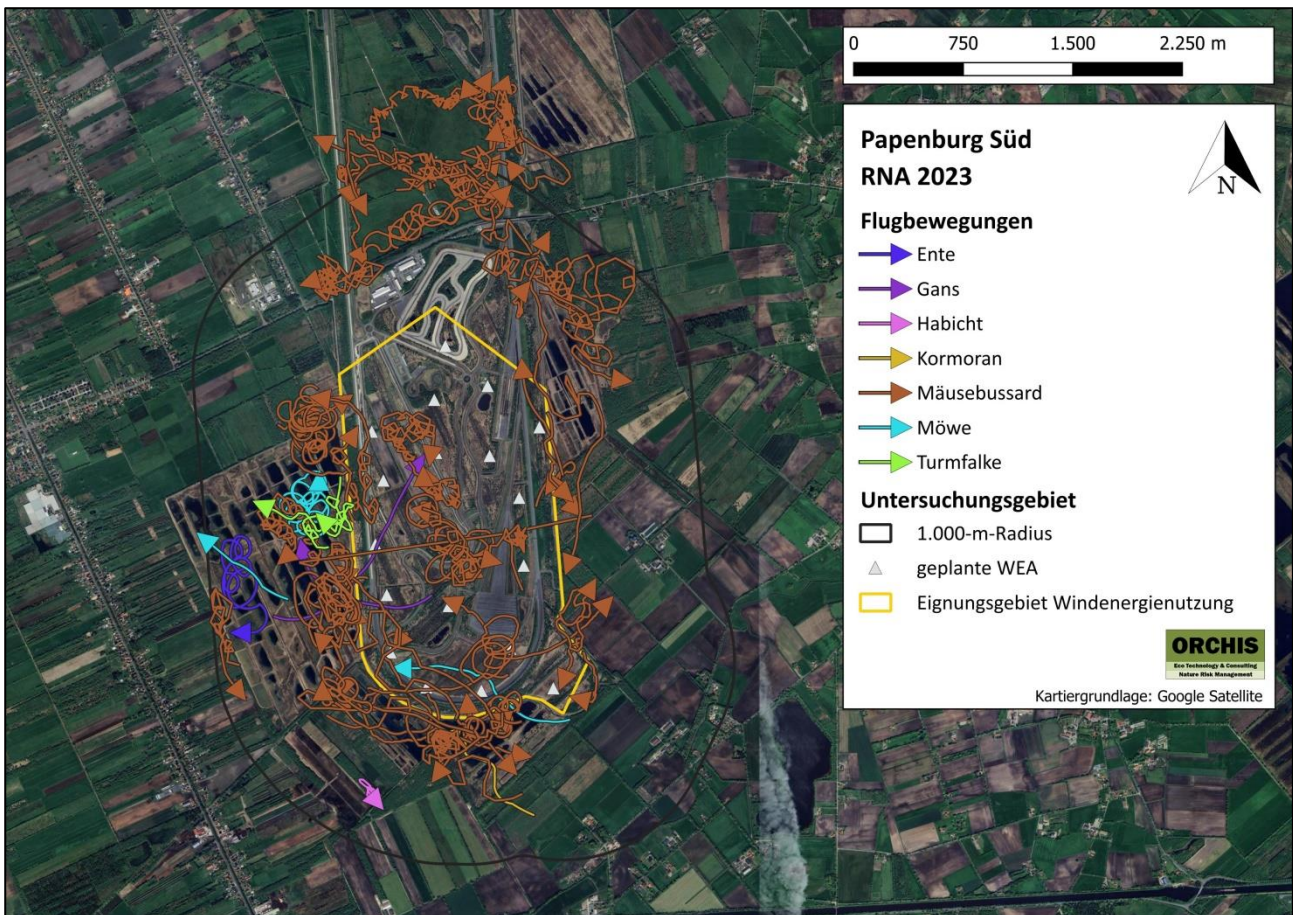 0 750 1.500 2.250 m
Papenburg Süd
RNA 2023
N
Flugbewegungen
Ente
Gans
Habicht
Kormoran
Mäusebussard
Möwe
Turmfalke
Untersuchungsgebiet
1.000-m-Radius
geplante WEA
Eignungsgebiet Windenergienutzung
ORCHIS
Eco Technology & Consulting
Nature Risk Management
Kartiergrundlage: Google Satellite